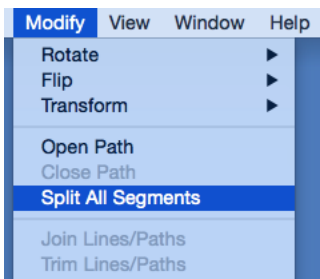 Modify View Window Help
Rotate
Flip
Transform
Open Path
Close Path
Split All Segments
Join Lines/Paths
Trim Lines/Paths